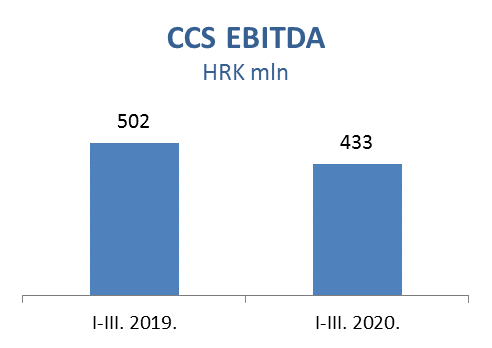 CCS EBITDA
HRK mln
502
433
I-III. 2019.
I-III. 2020.